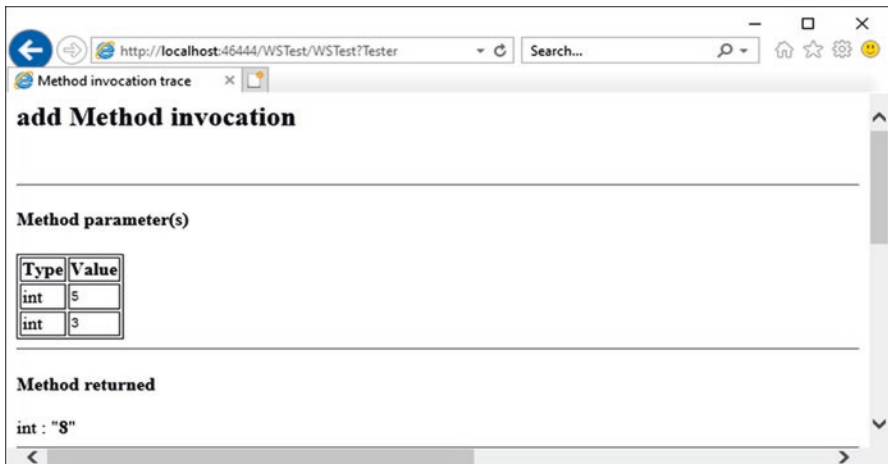 http://localhost:46444/WSTest/WSTest?Tester
Search...
Method invocation trace
add Method invocation
Method parameter(s)
Type Value
int 5
int 3
Method returned
int : "8"